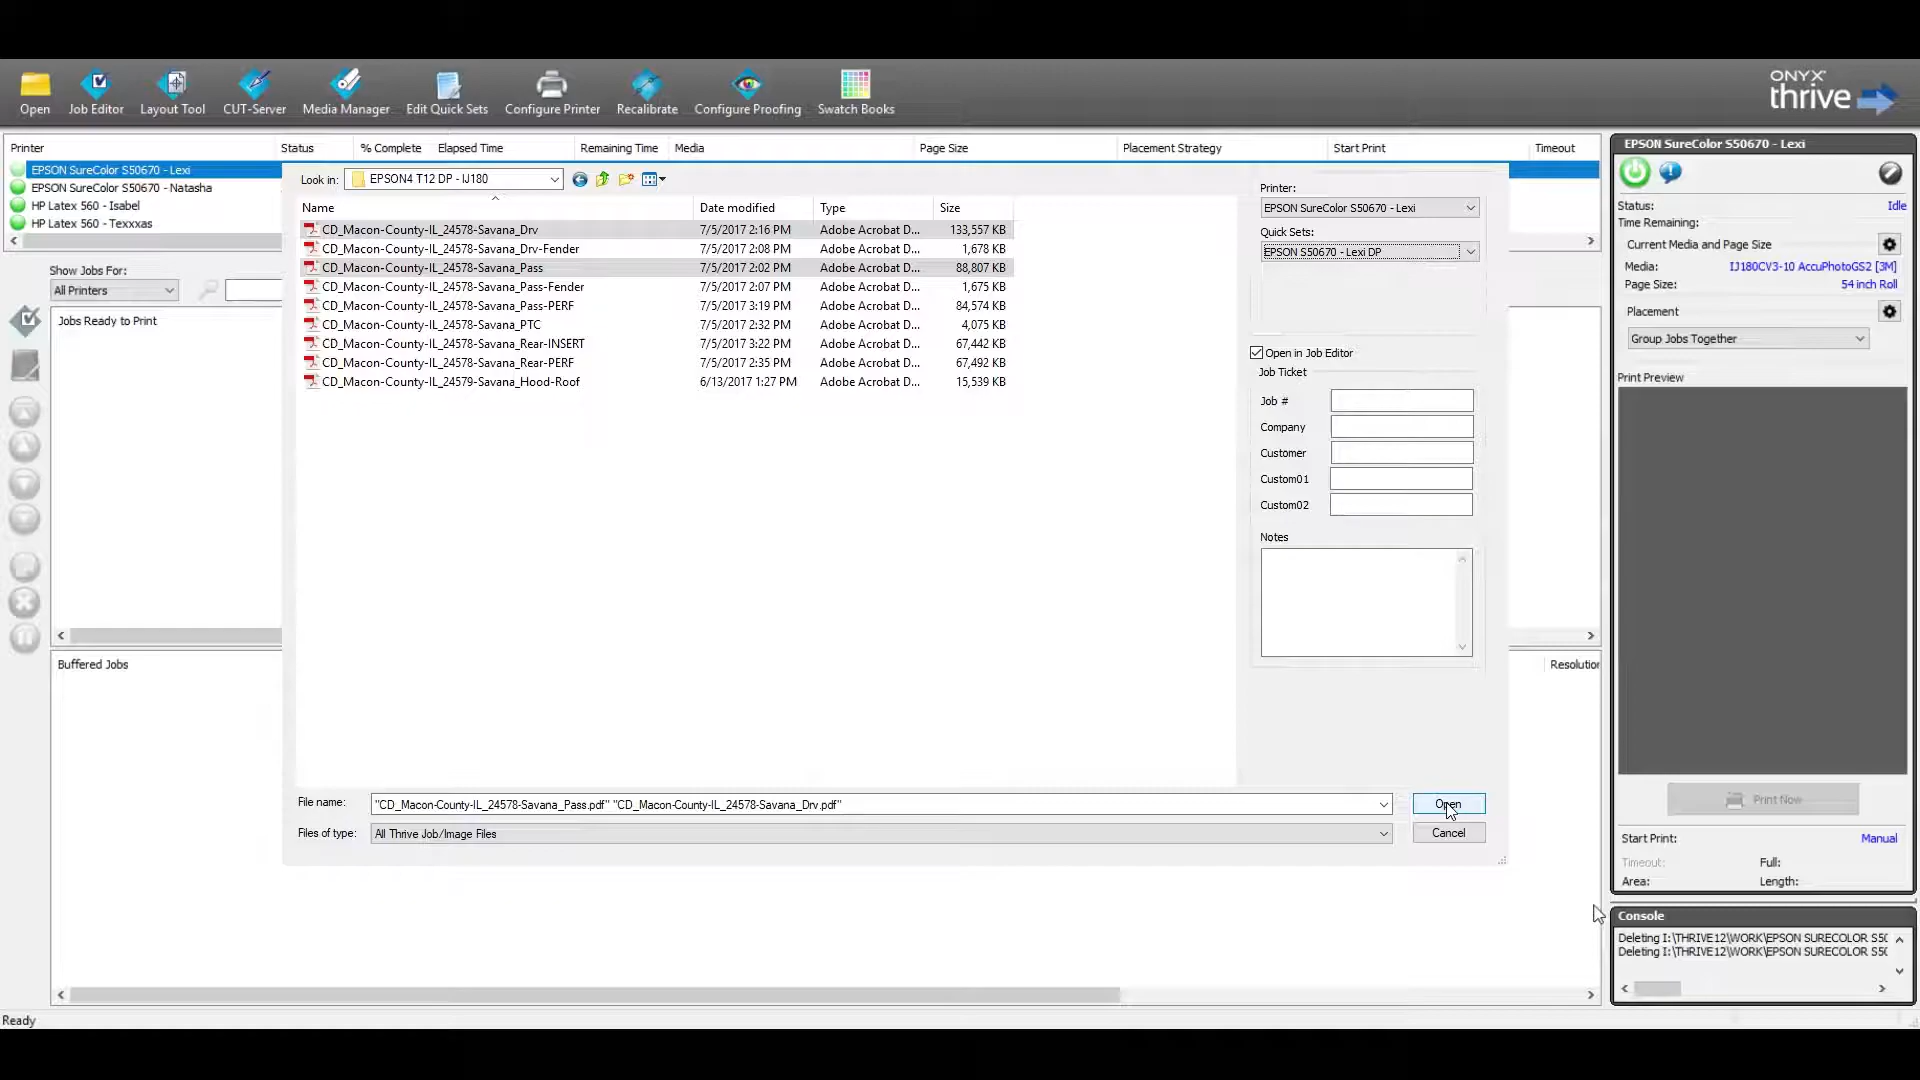 Open
Job Editor
Layout Tool
CUT-Server
Media Manager
Edit Quick Sets
Configure Printer
Recalibrate
Configure Proofing
Swatch Books
ONYX
thrive
Printer
Status
% Complete
Elapsed Time
Remaining Time
Media
Page Size
Placement Strategy
Start Print
Timeout
EPSON SureColor S50670 - Lexi
EPSON SureColor S50670 - Natasha
HP Latex 560 - Isabel
HP Latex 560 - Texxxas
Show Jobs For:
All Printers
Jobs Ready to Print
Buffered Jobs
Resolution
Look in:
EPSON4 T12 DP - IJ180
Name
Date modified
Type
Size
CD_Macon-County-IL_24578-Savana_Drv 7/5/2017 2:16 PM Adobe Acrobat D... 133,557 KB
CD_Macon-County-IL_24578-Savana_Drv-Fender 7/5/2017 2:08 PM Adobe Acrobat D... 1,678 KB
CD_Macon-County-IL_24578-Savana_Pass 7/5/2017 2:02 PM Adobe Acrobat D... 88,807 KB
CD_Macon-County-IL_24578-Savana_Pass-Fender 7/5/2017 2:07 PM Adobe Acrobat D... 1,675 KB
CD_Macon-County-IL_24578-Savana_Pass-PERF 7/5/2017 3:19 PM Adobe Acrobat D... 84,574 KB
CD_Macon-County-IL_24578-Savana_PTC 7/5/2017 2:32 PM Adobe Acrobat D... 4,075 KB
CD_Macon-County-IL_24578-Savana_Rear-INSERT 7/5/2017 3:22 PM Adobe Acrobat D... 67,442 KB
CD_Macon-County-IL_24578-Savana_Rear-PERF 7/5/2017 2:35 PM Adobe Acrobat D... 67,492 KB
CD_Macon-County-IL_24579-Savana_Hood-Roof 6/13/2017 1:27 PM Adobe Acrobat D... 15,539 KB
File name:
"CD_Macon-County-IL_24578-Savana_Pass.pdf" "CD_Macon-County-IL_24578-Savana_Drv.pdf"
Open
Files of type:
All Thrive Job/Image Files
Cancel
Printer:
EPSON SureColor S50670 - Lexi
Quick Sets:
EPSON S50670 - Lexi DP
Open in Job Editor
Job Ticket
Job #
Company
Customer
Custom01
Custom02
Notes
EPSON SureColor S50670 - Lexi
Status: Idle
Time Remaining:
Current Media and Page Size
Media: IJ180CV3-10 AccuPhotoGS2 [3M]
Page Size: 54 inch Roll
Placement
Group Jobs Together
Print Preview
Print Now
Start Print: Manual
Timeout: Full:
Area: Length:
Console
Deleting I:\THRIVE12\WORK\EPSON SURECOLOR S50
Deleting I:\THRIVE12\WORK\EPSON SURECOLOR S50
Ready